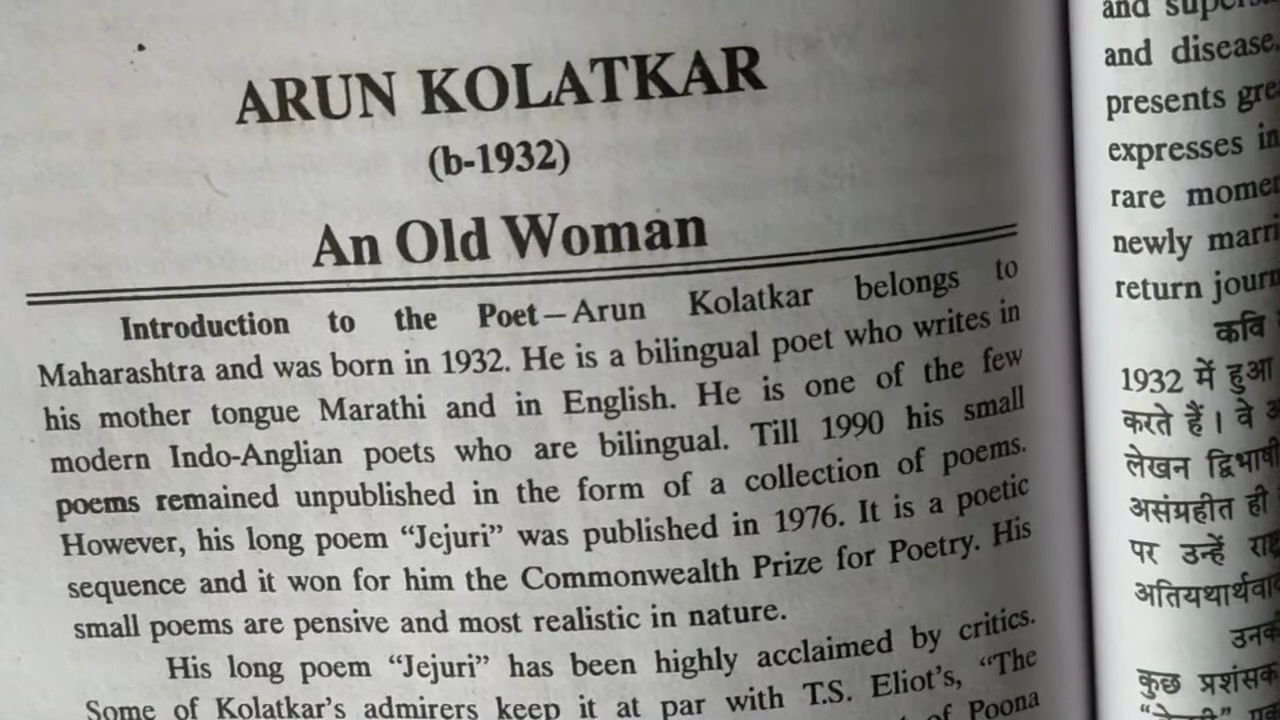 ARUN KOLATKAR
(b-1932)
An Old Woman
Introduction to the Poet—Arun Kolatkar belongs to
Maharashtra and was born in 1932. He is a bilingual poet who writes in
his mother tongue Marathi and in English. He is one of the few
modern Indo-Anglian poets who are bilingual. Till 1990 his small
poems remained unpublished in the form of a collection of poems.
However, his long poem “Jejuri” was published in 1976. It is a poetic
sequence and it won for him the Commonwealth Prize for Poetry. His
small poems are pensive and most realistic in nature.
His long poem “Jejuri” has been highly acclaimed by critics.
Some of Kolatkar's admirers keep it at par with T.S. Eliot's, “The
of Poona
and
and disease
presents
expresses
rare
newly
return
कवि
1932 में हुआ
करते हैं। वे
लेखन द्विभाषी
असंग्रहीत ही
पर उन्हें
कुछ प्रशंसक